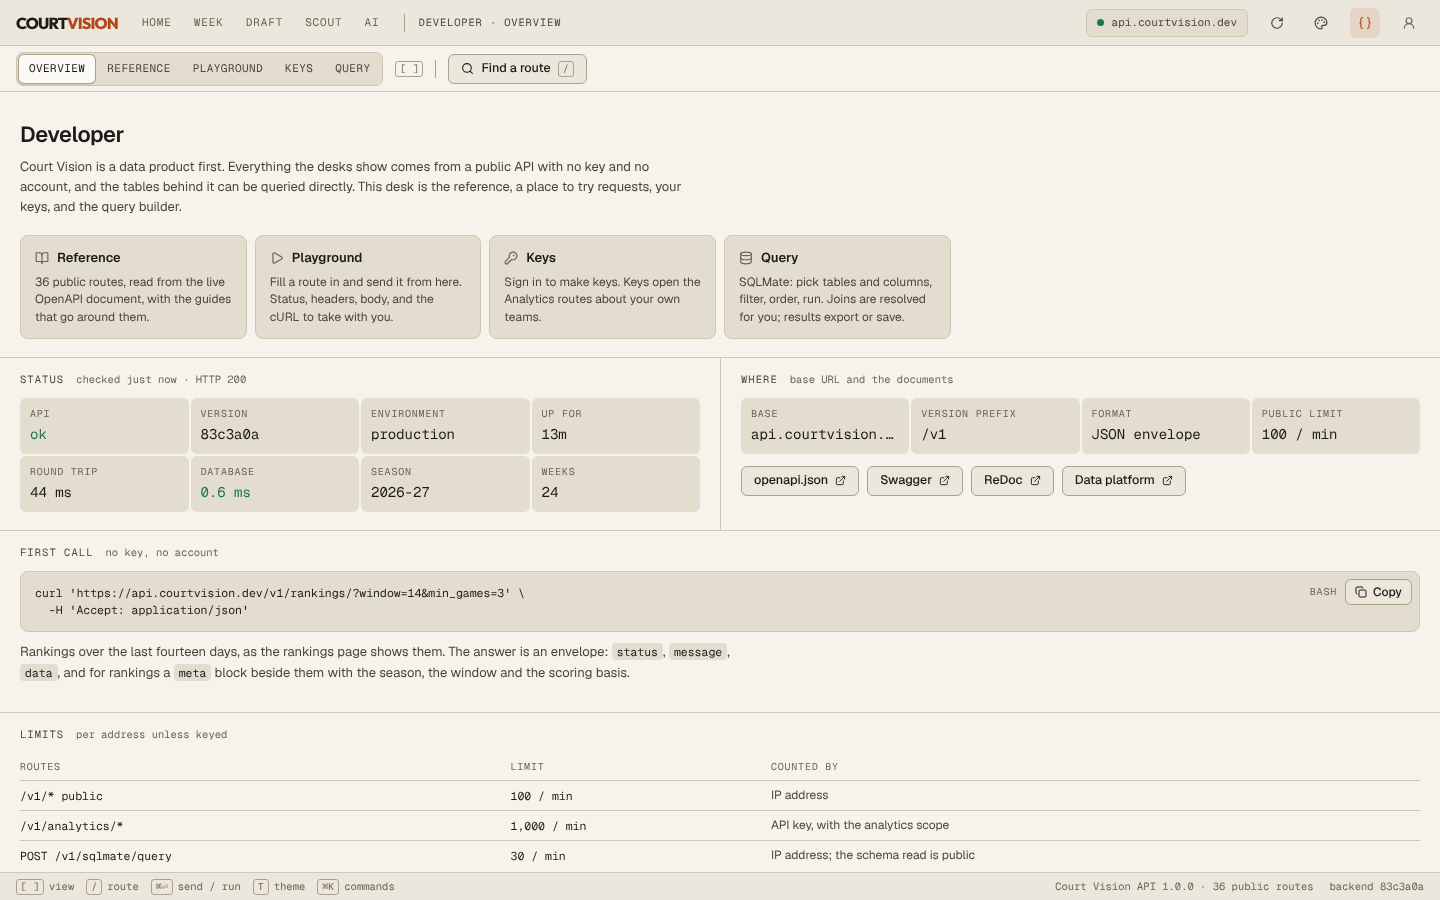 COURTVISION HOME WEEK DRAFT SCOUT AI DEVELOPER · OVERVIEW api.courtvision.dev { }
OVERVIEW REFERENCE PLAYGROUND KEYS QUERY [ ] Find a route /
Developer
Court Vision is a data product first. Everything the desks show comes from a public API with no key and no
account, and the tables behind it can be queried directly. This desk is the reference, a place to try requests, your
keys, and the query builder.
Reference
36 public routes, read from the live
OpenAPI document, with the guides
that go around them.
Playground
Fill a route in and send it from here.
Status, headers, body, and the
cURL to take with you.
Keys
Sign in to make keys. Keys open the
Analytics routes about your own
teams.
Query
SQLMate: pick tables and columns,
filter, order, run. Joins are resolved
for you; results export or save.
STATUS checked just now · HTTP 200
API VERSION ENVIRONMENT UP FOR
ok 83c3a0a production 13m
ROUND TRIP DATABASE SEASON WEEKS
44 ms 0.6 ms 2026-27 24
WHERE base URL and the documents
BASE VERSION PREFIX FORMAT PUBLIC LIMIT
api.courtvision.… /v1 JSON envelope 100 / min
openapi.json Swagger ReDoc Data platform
FIRST CALL no key, no account
curl 'https://api.courtvision.dev/v1/rankings/?window=14&min_games=3' \
-H 'Accept: application/json'
BASH Copy
Rankings over the last fourteen days, as the rankings page shows them. The answer is an envelope: status, message,
data, and for rankings a meta block beside them with the season, the window and the scoring basis.
LIMITS per address unless keyed
ROUTES LIMIT COUNTED BY
/v1/* public 100 / min IP address
/v1/analytics/* 1,000 / min API key, with the analytics scope
POST /v1/sqlmate/query 30 / min IP address; the schema read is public
[ ] view / route ⌘⏎ send / run T theme ⌘K commands Court Vision API 1.0.0 · 36 public routes backend 83c3a0a